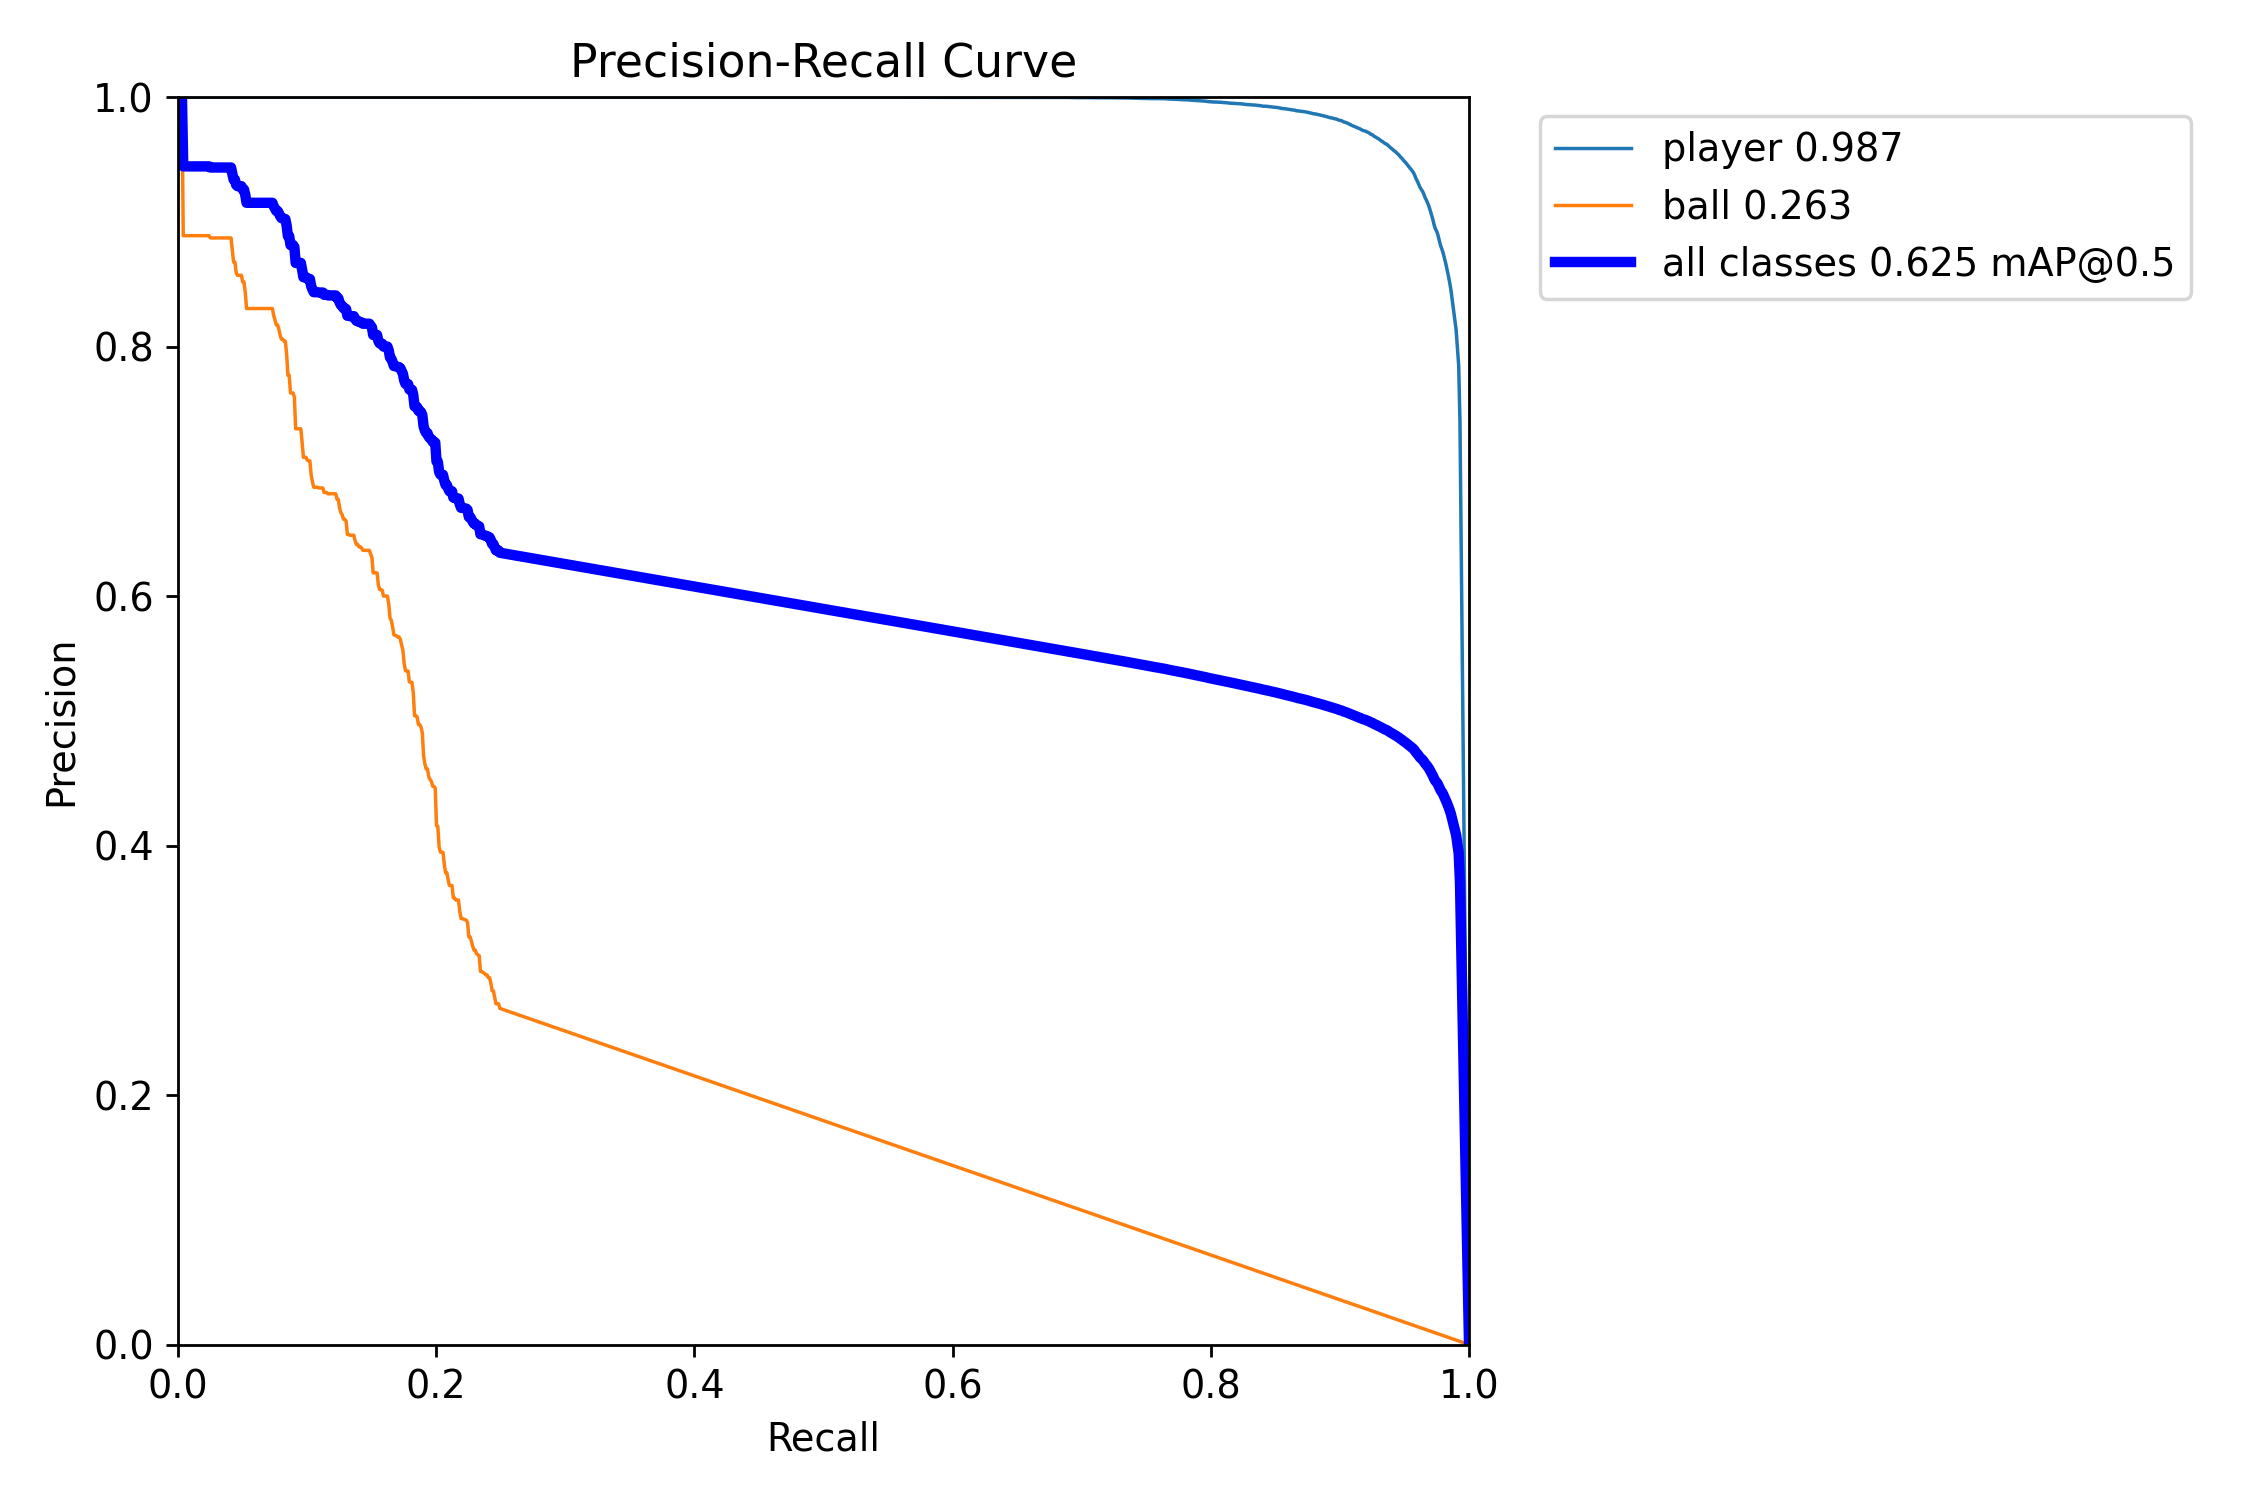 Precision-Recall Curve
player 0.987
ball 0.263
all classes 0.625 mAP@0.5
Precision
1.0
0.8
0.6
0.4
0.2
0.0
0.0 0.2 0.4 0.6 0.8 1.0
Recall